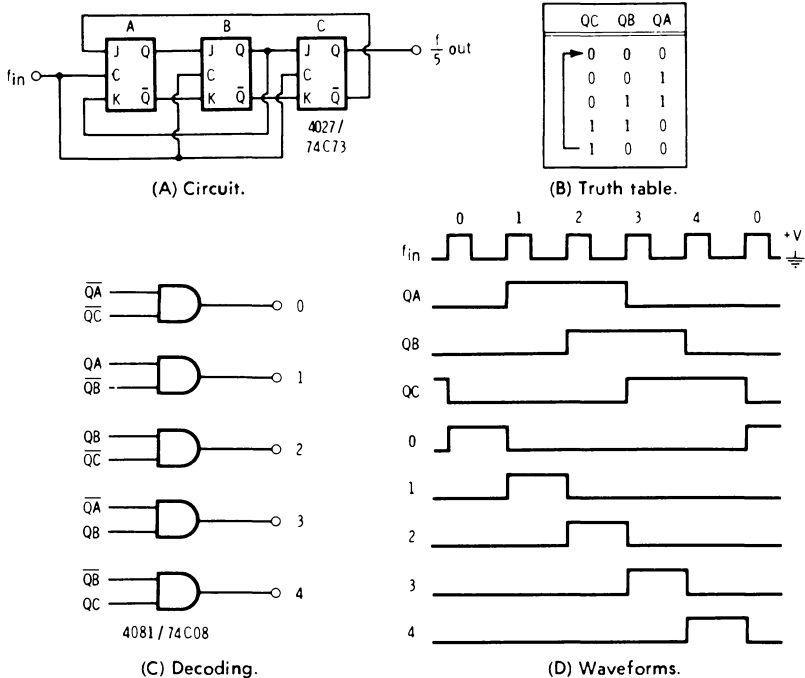 A B C
J Q J Q J Q
fin C C C f/5 out
K Q̅ K Q̅ K Q̅
4027/
74C73
(A) Circuit.
QC QB QA
0 0 0
0 0 1
0 1 1
1 1 0
1 0 0
(B) Truth table.
Q̅A̅
Q̅C̅
0
QA
Q̅B̅
1
QB
Q̅C̅
2
Q̅A̅
QB
3
Q̅B̅
QC
4
4081/74C08
(C) Decoding.
0 1 2 3 4 0
fin +V
QA
QB
QC
0
1
2
3
4
(D) Waveforms.